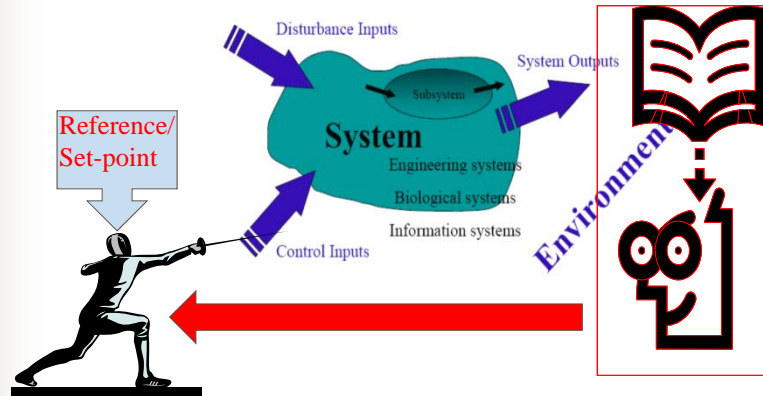 Disturbance Inputs
System Outputs
Subsystem
Reference/
Set-point
System
Engineering systems
Biological systems
Information systems
Environment
Control Inputs